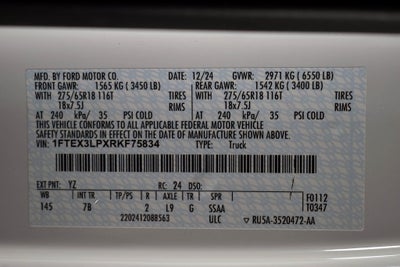 MFD. BY FORD MOTOR CO. 12/24 GVWR: 2971 KG ( 6550 LB)
FRONT GAWR: 1565 KG ( 3450 LB) REAR GAWR: 1542 KG ( 3400 LB)
WITH 275/65R18 116T TIRES WITH 275/65R18 116T TIRES
18x7.5J RIMS 18x7.5J RIMS
AT 240 kPa/ 35 PSI COLD AT 240 kPa/ 35 PSI COLD
THIS VEHICLE CONFORMS TO ALL APPLICABLE FEDERAL MOTOR VEHICLE
SAFETY STANDARDS IN EFFECT ON THE DATE OF MANUFACTURE SHOWN ABOVE.
VIN: 1FTEX3LPXRKF75834 TYPE: Truck
EXT PNT: YZ RC: 24 DSO:
WB INT TR TP/PS R AXLE TR SPR F0112
145 7B 2 L9 G SSAA T0347
2202412088563 ULC RU5A-3520472-AA